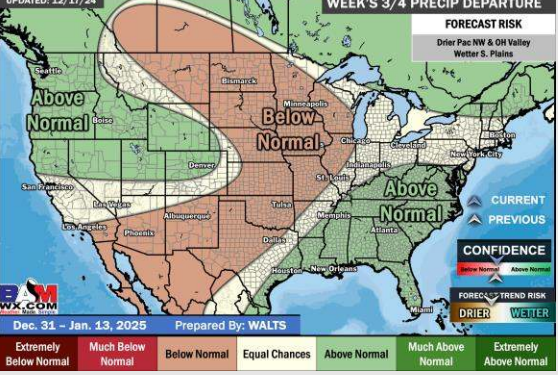 UPDATED: 12/17/24
WEEK'S 3/4 PRECIP DEPARTURE
FORECAST RISK
Drier Pac NW & OH Valley
Wetter S. Plains
Seattle
Bismarck
Above
Normal
Boise
Minneapolis
Below
Normal
Boston
Chicago
Cleveland
New York City
Denver
Indianapolis
San Francisco
St. Louis
Above
Normal
Las Vegas
Tulsa
Memphis
Los Angeles
Albuquerque
Atlanta
Phoenix
Dallas
Houston
New Orleans
Miami
CURRENT
PREVIOUS
CONFIDENCE
Below Normal
Above Normal
FORECAST TREND RISK
DRIER
WETTER
BAM
WX.COM
Dec. 31 – Jan. 13, 2025
Prepared By: WALTS
Extremely
Below Normal
Much Below
Normal
Below Normal
Equal Chances
Above Normal
Much Above
Normal
Extremely
Above Normal